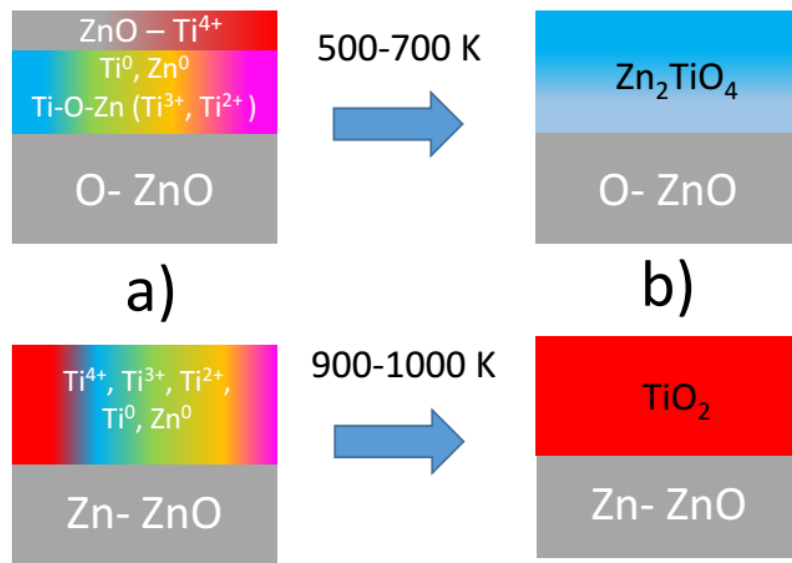 ZnO – Ti⁴⁺
Ti⁰, Zn⁰
Ti-O-Zn (Ti³⁺, Ti²⁺ )
O- ZnO
500-700 K
Zn₂TiO₄
O- ZnO
a)
b)
Ti⁴⁺, Ti³⁺, Ti²⁺,
Ti⁰, Zn⁰
Zn- ZnO
900-1000 K
TiO₂
Zn- ZnO